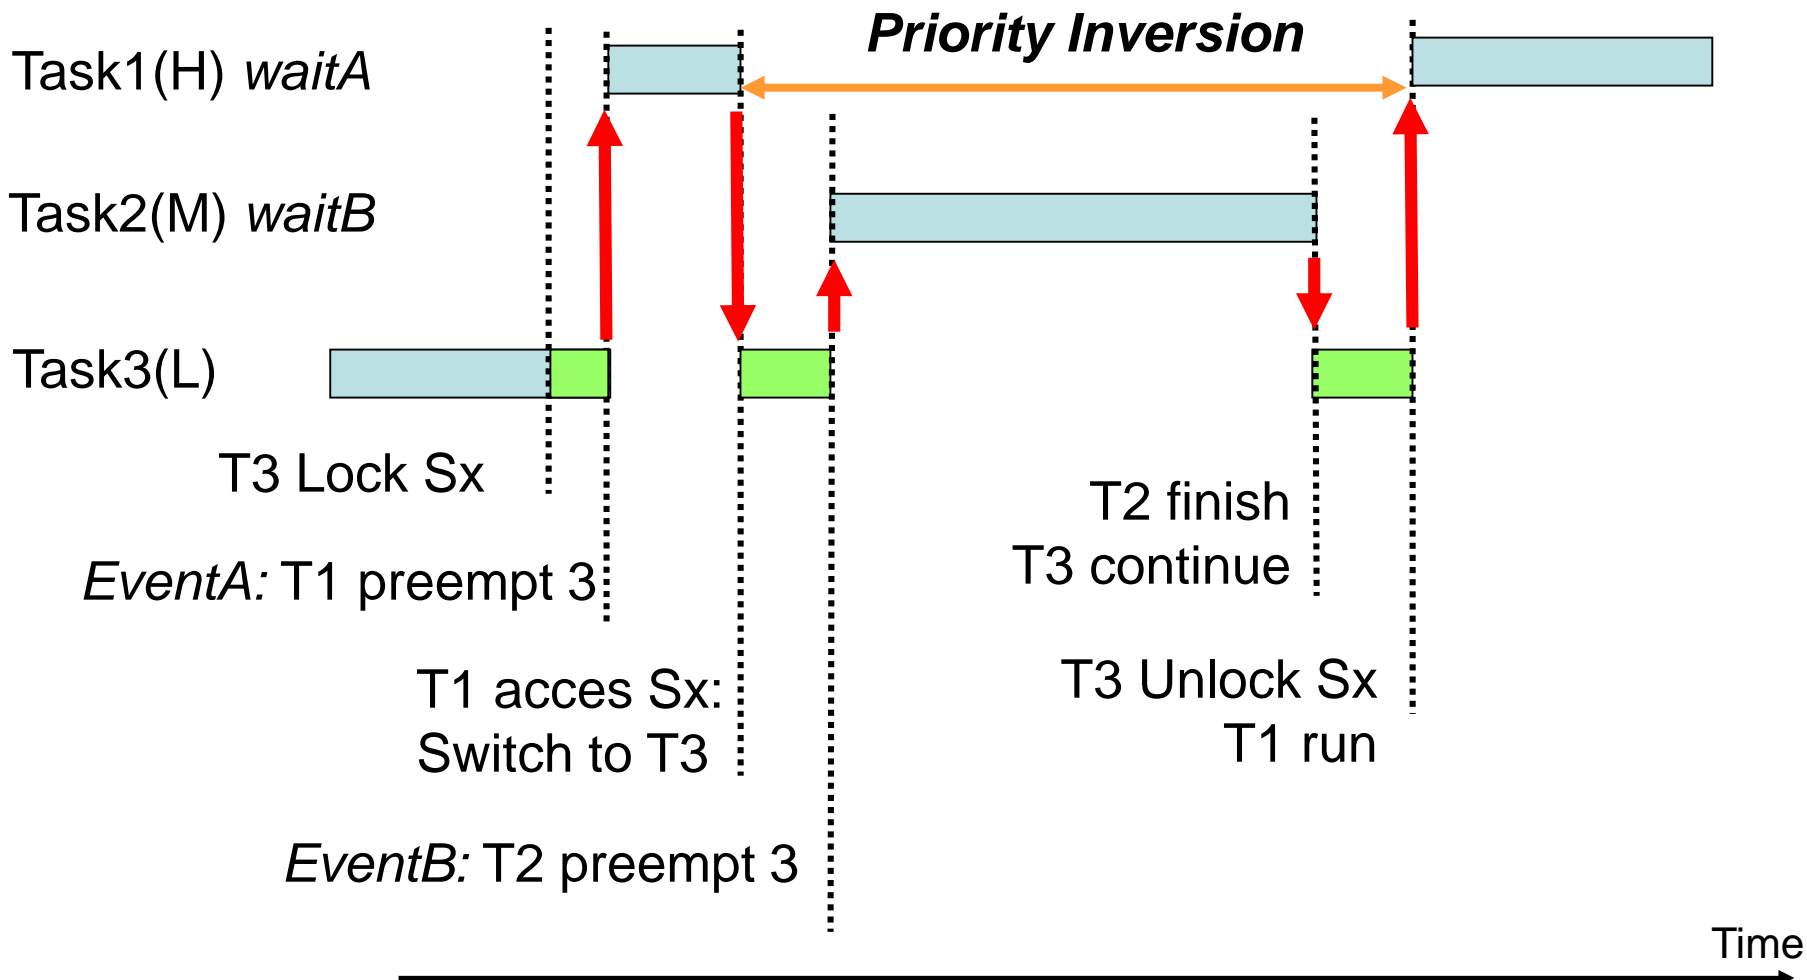 Priority Inversion
Task1(H) waitA
Task2(M) waitB
Task3(L)
T3 Lock Sx
T2 finish
T3 continue
EventA: T1 preempt 3
T1 acces Sx:
Switch to T3
T3 Unlock Sx
T1 run
EventB: T2 preempt 3
Time